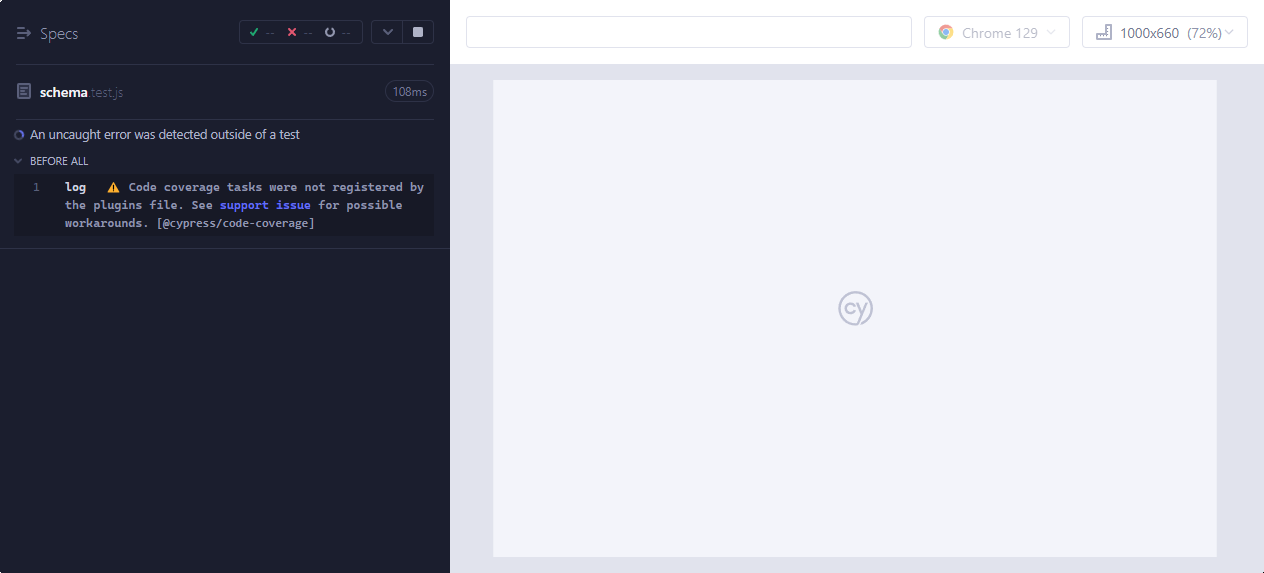 Specs
-- -- --
schema.test.js
108ms
An uncaught error was detected outside of a test
BEFORE ALL
1 log ⚠ Code coverage tasks were not registered by
the plugins file. See support issue for possible
workarounds. [@cypress/code-coverage]
Chrome 129
1000x660 (72%)
cy